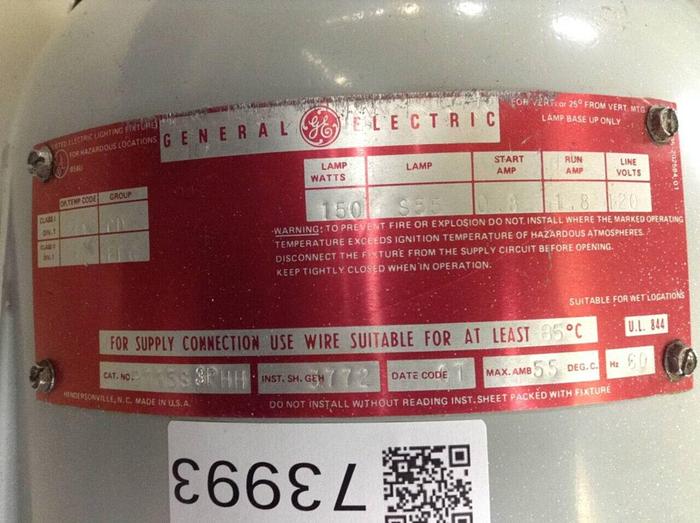 LISTED ELECTRIC LIGHTING FIXTURE
FOR HAZARDOUS LOCATIONS
GENERAL GE ELECTRIC
FOR VERT. or 25° FROM VERT. MTG.
LAMP BASE UP ONLY
LAMP WATTS LAMP START AMP RUN AMP LINE VOLTS
150 S55 1.8 120
OP. TEMP CODE GROUP
CLASS I
DIV. 1
CLASS II
DIV. 1
WARNING: TO PREVENT FIRE OR EXPLOSION DO NOT INSTALL WHERE THE MARKED OPERATING
TEMPERATURE EXCEEDS IGNITION TEMPERATURE OF HAZARDOUS ATMOSPHERES.
DISCONNECT THE FIXTURE FROM THE SUPPLY CIRCUIT BEFORE OPENING.
KEEP TIGHTLY CLOSED WHEN IN OPERATION.
SUITABLE FOR WET LOCATIONS
FOR SUPPLY CONNECTION USE WIRE SUITABLE FOR AT LEAST °C
U.L. 844
CAT. NO. INST. SH. GEH 3772 DATE CODE MAX. AMB 55 DEG. C. Hz 60
HENDERSONVILLE, N.C. MADE IN U.S.A. DO NOT INSTALL WITHOUT READING INST. SHEET PACKED WITH FIXTURE
73993